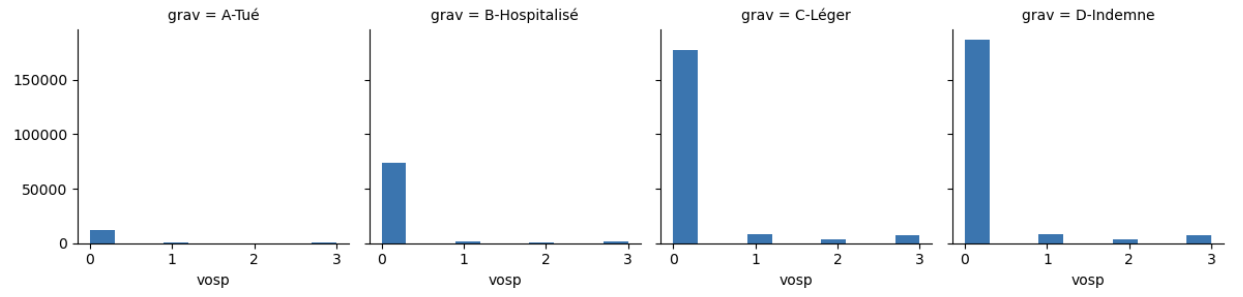 grav = A-Tué
grav = B-Hospitalisé
grav = C-Léger
grav = D-Indemne
150000
100000
50000
0
0 1 2 3
0 1 2 3
0 1 2 3
0 1 2 3
vosp
vosp
vosp
vosp